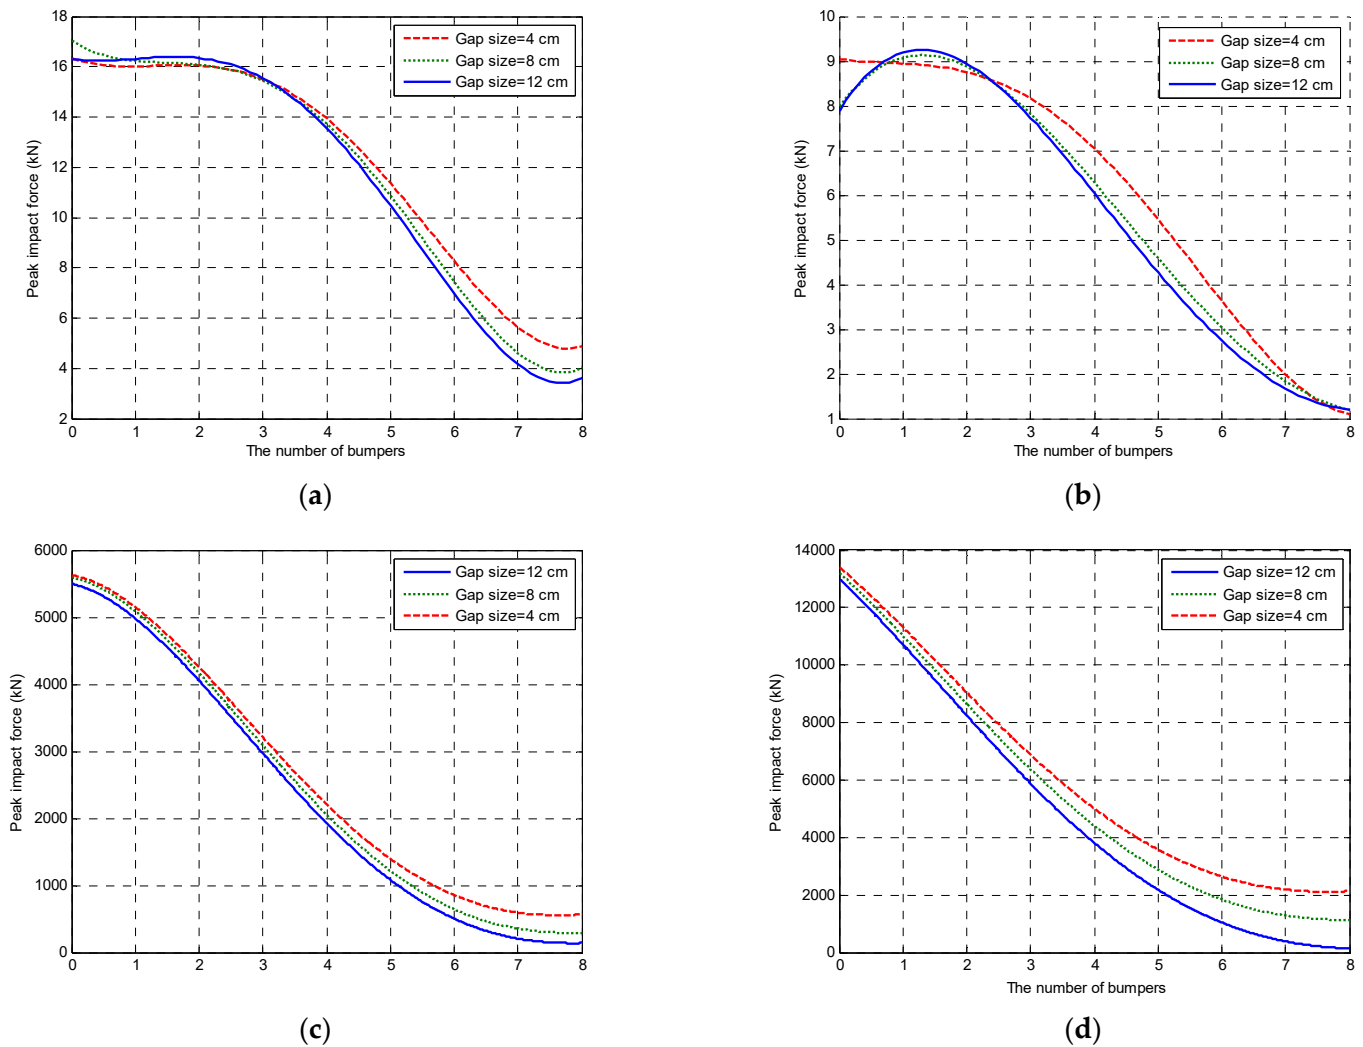 18
16
14
12
10
8
6
4
2
Peak impact force (kN)
Gap size=4 cm
Gap size=8 cm
Gap size=12 cm
0 1 2 3 4 5 6 7 8
The number of bumpers
(a)
10
9
8
7
6
5
4
3
2
1
Peak impact force (kN)
Gap size=4 cm
Gap size=8 cm
Gap size=12 cm
0 1 2 3 4 5 6 7 8
The number of bumpers
(b)
6000
5000
4000
3000
2000
1000
0
Peak impact force (kN)
Gap size=12 cm
Gap size=8 cm
Gap size=4 cm
0 1 2 3 4 5 6 7 8
(c)
14000
12000
10000
8000
6000
4000
2000
0
Peak impact force (kN)
Gap size=12 cm
Gap size=8 cm
Gap size=4 cm
0 1 2 3 4 5 6 7 8
The number of bumpers
(d)